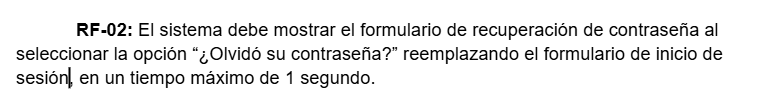 RF-02: El sistema debe mostrar el formulario de recuperación de contraseña al
seleccionar la opción “¿Olvidó su contraseña?” reemplazando el formulario de inicio de
sesión, en un tiempo máximo de 1 segundo.